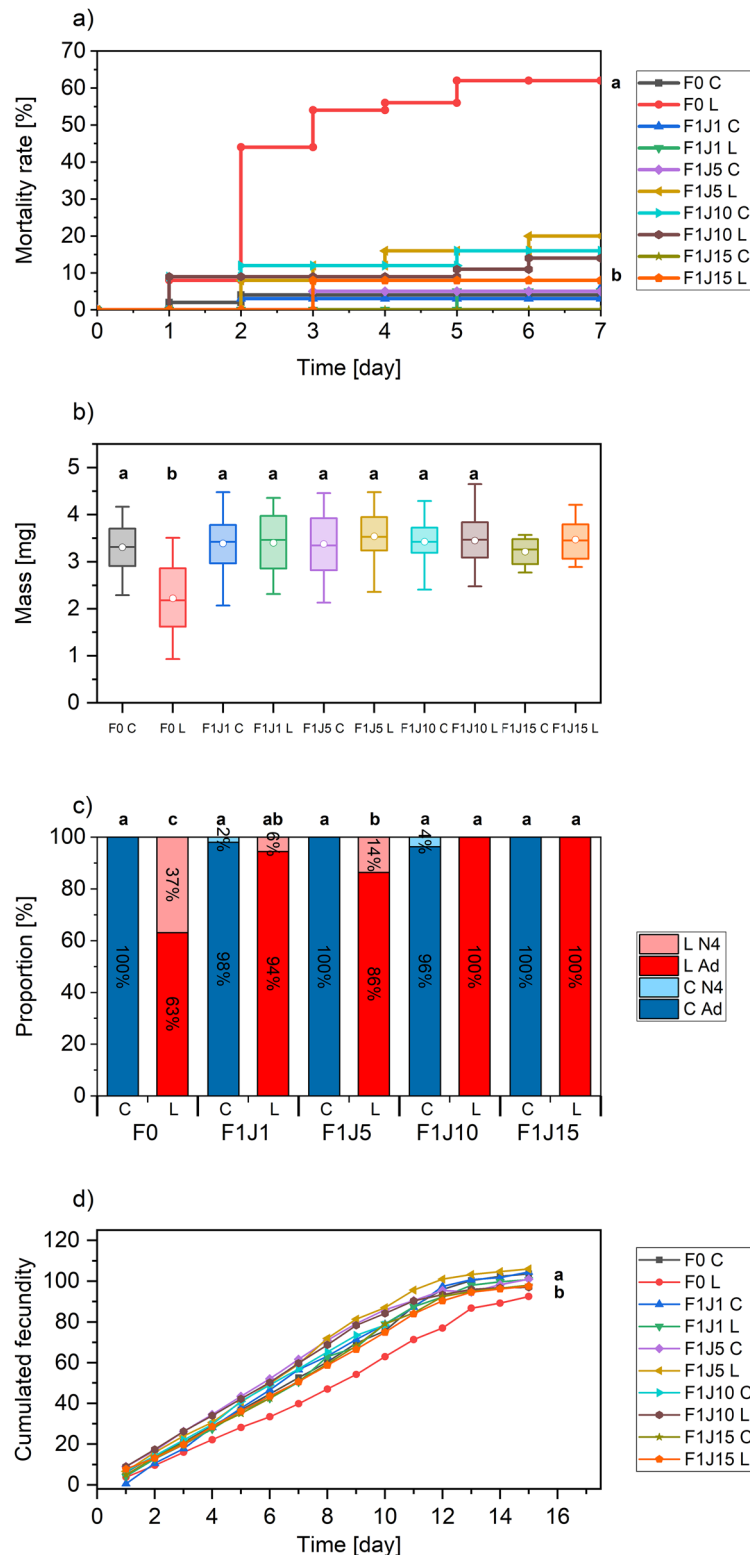 a)
70
60
50
40
30
20
10
0
Mortality rate [%]
0 1 2 3 4 5 6 7
Time [day]
a
b
F0 C
F0 L
F1J1 C
F1J1 L
F1J5 C
F1J5 L
F1J10 C
F1J10 L
F1J15 C
F1J15 L
b)
5
4
3
2
1
0
Mass [mg]
a b a a a a a a
F0 C F0 L F1J1 C F1J1 L F1J5 C F1J5 L F1J10 C F1J10 L F1J15 C F1J15 L
c)
a c a ab a b a a a a
100
80
60
40
20
0
Proportion [%]
100%
37%
63%
2%
98%
6%
94%
100%
14%
86%
4%
96%
100%
100%
100%
C L C L C L C L C L
F0 F1J1 F1J5 F1J10 F1J15
L N4
L Ad
C N4
C Ad
d)
120
100
80
60
40
20
0
Cumulated fecundity
0 2 4 6 8 10 12 14 16
Time [day]
a
b
F0 C
F0 L
F1J1 C
F1J1 L
F1J5 C
F1J5 L
F1J10 C
F1J10 L
F1J15 C
F1J15 L